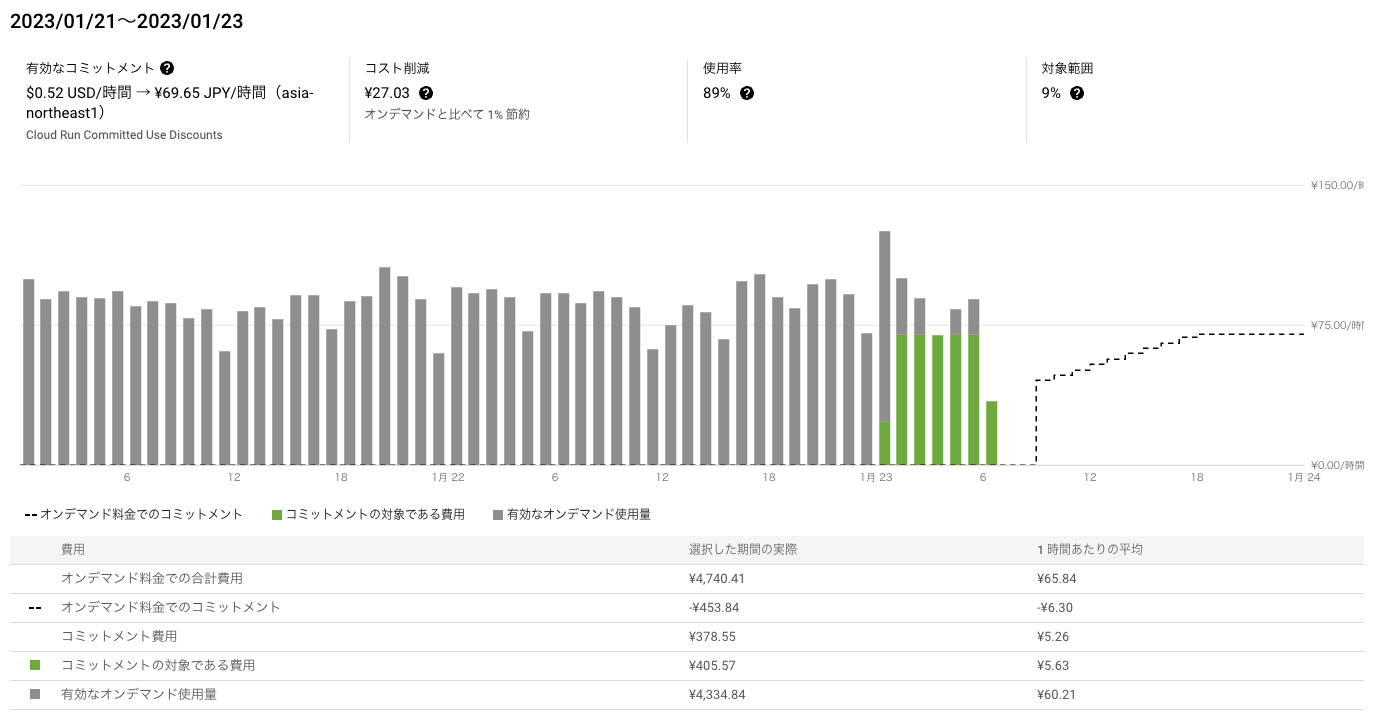 2023/01/21～2023/01/23
有効なコミットメント
$0.52 USD/時間 → ¥69.65 JPY/時間（asia-
northeast1）
Cloud Run Committed Use Discounts
コスト削減
¥27.03
オンデマンドと比べて 1% 節約
使用率
89%
対象範囲
9%
¥150.00/時
¥75.00/時間
¥0.00/時間
6 12 18 1月 22 6 12 18 1月 23 6 12 18 1月 24
オンデマンド料金でのコミットメント コミットメントの対象である費用 有効なオンデマンド使用量
費用 選択した期間の実際 1 時間あたりの平均
オンデマンド料金での合計費用 ¥4,740.41 ¥65.84
オンデマンド料金でのコミットメント -¥453.84 -¥6.30
コミットメント費用 ¥378.55 ¥5.26
コミットメントの対象である費用 ¥405.57 ¥5.63
有効なオンデマンド使用量 ¥4,334.84 ¥60.21